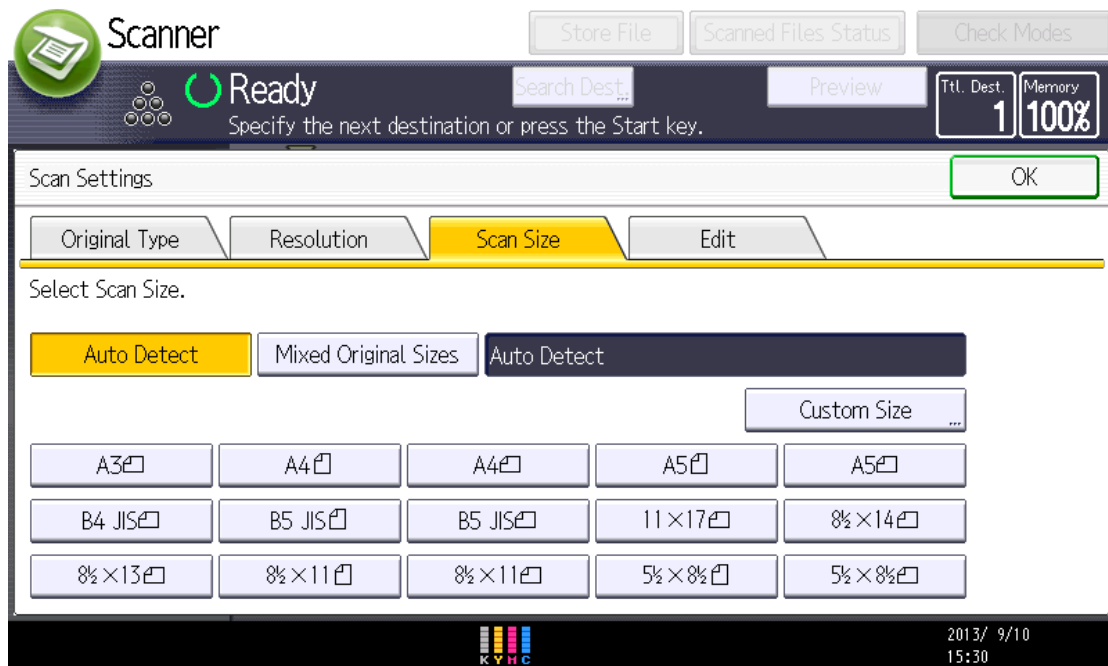 Scanner
Store File
Scanned Files Status
Check Modes
Ready
Search Dest.
Preview
Ttl. Dest.
1
Memory
100%
Specify the next destination or press the Start key.
Scan Settings
OK
Original Type
Resolution
Scan Size
Edit
Select Scan Size.
Auto Detect
Mixed Original Sizes
Auto Detect
Custom Size
...
A3
A4
A4
A5
A5
B4 JIS
B5 JIS
B5 JIS
11×17
8½×14
8½×13
8½×11
8½×11
5½×8½
5½×8½
K Y M C
2013/ 9/10
15:30